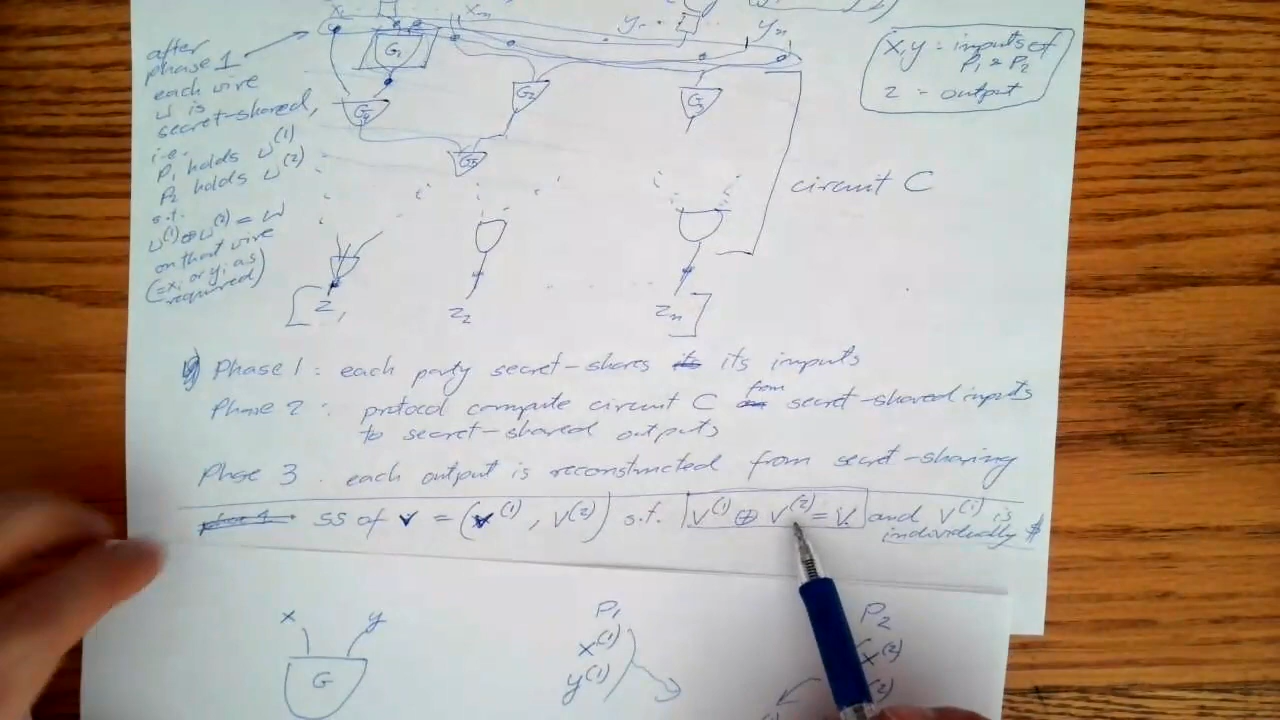 x₁ xₙ y₁ yₙ
x,y - inputs of
P₁ & P₂
z - output
after
phase 1
each wire
w is
secret-shared,
i.e.
P₁ holds w⁽¹⁾
P₂ holds w⁽²⁾
s.t.
w⁽¹⁾⊕w⁽²⁾ = w
on that wire
(=xᵢ or yᵢ as
required)
G₁
G₂
G₃
G₄
G₅
circuit C
Z₁ Z₂ Zₙ
Phase 1: each party secret-shares its inputs
Phase 2: protocol compute circuit C from secret-shared inputs
to secret-shared outputs
Phase 3: each output is reconstructed from secret-sharing
SS of v = (v⁽¹⁾, v⁽²⁾) s.t. v⁽¹⁾ ⊕ v⁽²⁾ = v and v⁽ⁱ⁾ is
individually $
x y
G
P₁
x⁽¹⁾
y⁽¹⁾
P₂
x⁽²⁾